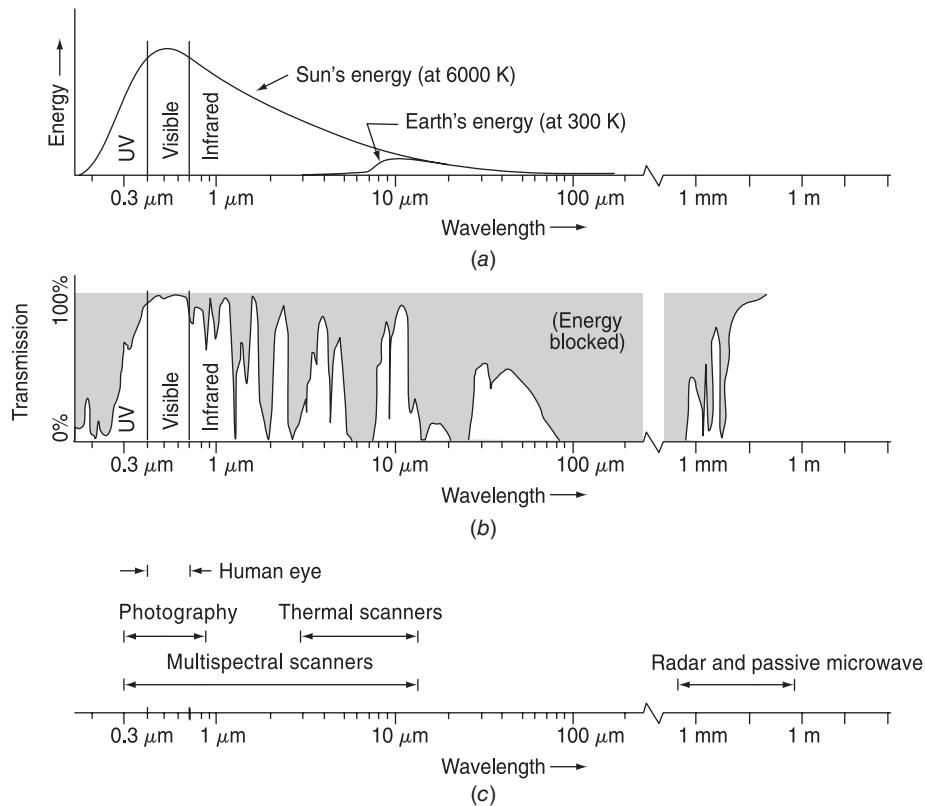 Energy
UV
Visible
Infrared
Sun's energy (at 6000 K)
Earth's energy (at 300 K)
0.3 μm
1 μm
10 μm
100 μm
1 mm
1 m
Wavelength
(a)
Transmission
100%
0%
UV
Visible
Infrared
(Energy
blocked)
0.3 μm
1 μm
10 μm
100 μm
1 mm
1 m
Wavelength
(b)
Human eye
Photography
Thermal scanners
Multispectral scanners
Radar and passive microwave
0.3 μm
1 μm
10 μm
100 μm
1 mm
1 m
Wavelength
(c)